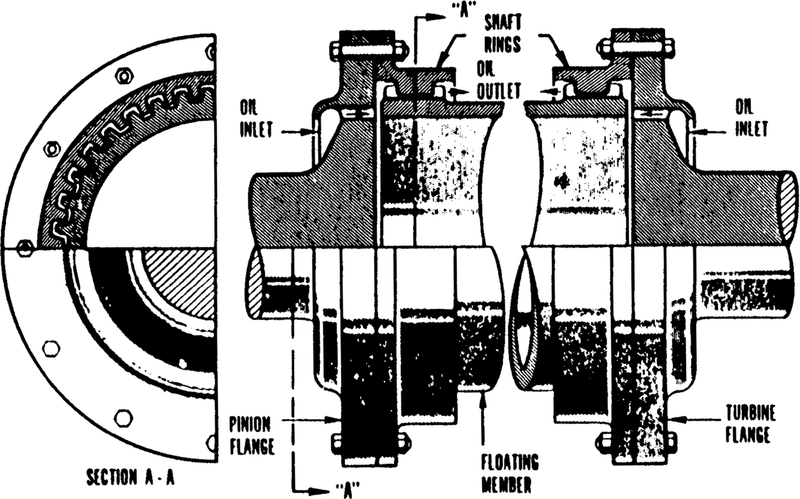 "A"
SHAFT
RINGS
OIL
OUTLET
OIL
INLET
OIL
INLET
PINION
FLANGE
TURBINE
FLANGE
FLOATING
MEMBER
SECTION A-A
"A"